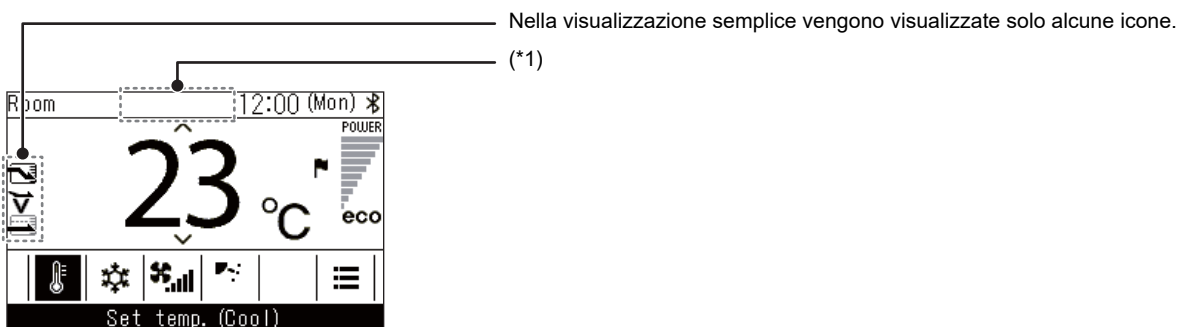 Nella visualizzazione semplice vengono visualizzate solo alcune icone.
(*1)
Room 12:00 (Mon)
POWER
23 °C
eco
Set temp. (Cool)